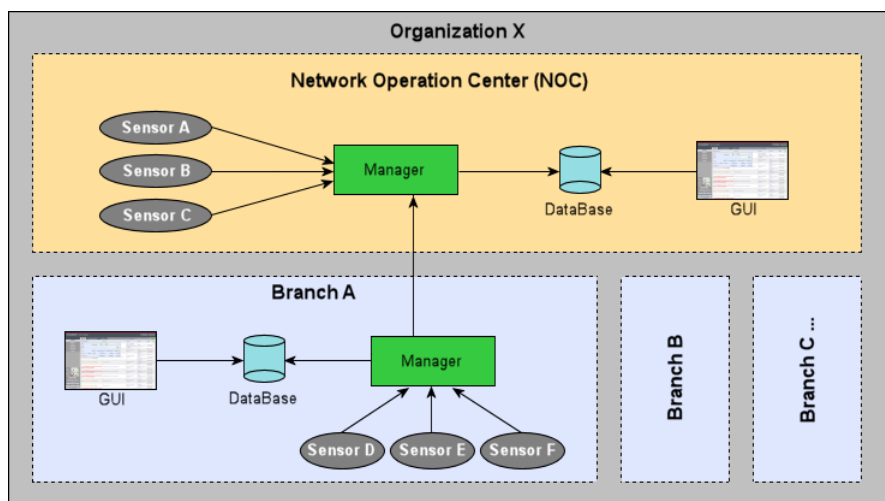 Organization X
Network Operation Center (NOC)
Sensor A
Sensor B
Sensor C
Manager
DataBase
GUI
Branch A
Manager
GUI
DataBase
Sensor D
Sensor E
Sensor F
Branch B
Branch C ...